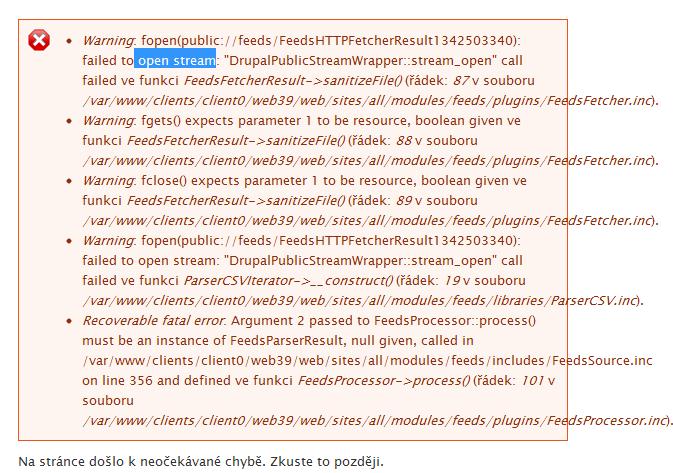 Warning: fopen(public://feeds/FeedsHTTPFetcherResult1342503340):
failed to open stream: "DrupalPublicStreamWrapper::stream_open" call
failed ve funkci FeedsFetcherResult->sanitizeFile() (řádek: 87 v souboru
/var/www/clients/client0/web39/web/sites/all/modules/feeds/plugins/FeedsFetcher.inc).
Warning: fgets() expects parameter 1 to be resource, boolean given ve
funkci FeedsFetcherResult->sanitizeFile() (řádek: 88 v souboru
/var/www/clients/client0/web39/web/sites/all/modules/feeds/plugins/FeedsFetcher.inc).
Warning: fclose() expects parameter 1 to be resource, boolean given ve
funkci FeedsFetcherResult->sanitizeFile() (řádek: 89 v souboru
/var/www/clients/client0/web39/web/sites/all/modules/feeds/plugins/FeedsFetcher.inc).
Warning: fopen(public://feeds/FeedsHTTPFetcherResult1342503340):
failed to open stream: "DrupalPublicStreamWrapper::stream_open" call
failed ve funkci ParserCSVIterator->__construct() (řádek: 19 v souboru
/var/www/clients/client0/web39/web/sites/all/modules/feeds/libraries/ParserCSV.inc).
Recoverable fatal error: Argument 2 passed to FeedsProcessor::process()
must be an instance of FeedsParserResult, null given, called in
/var/www/clients/client0/web39/web/sites/all/modules/feeds/includes/FeedsSource.inc
on line 356 and defined ve funkci FeedsProcessor->process() (řádek: 101 v
souboru
/var/www/clients/client0/web39/web/sites/all/modules/feeds/plugins/FeedsProcessor.inc).
Na stránce došlo k neočekávané chybě. Zkuste to později.